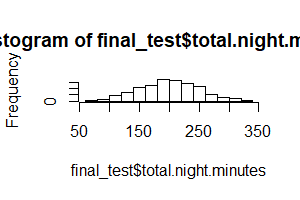 stogram of final_test$total.night.m
Frequency
0
50 150 250 350
final_test$total.night.minutes